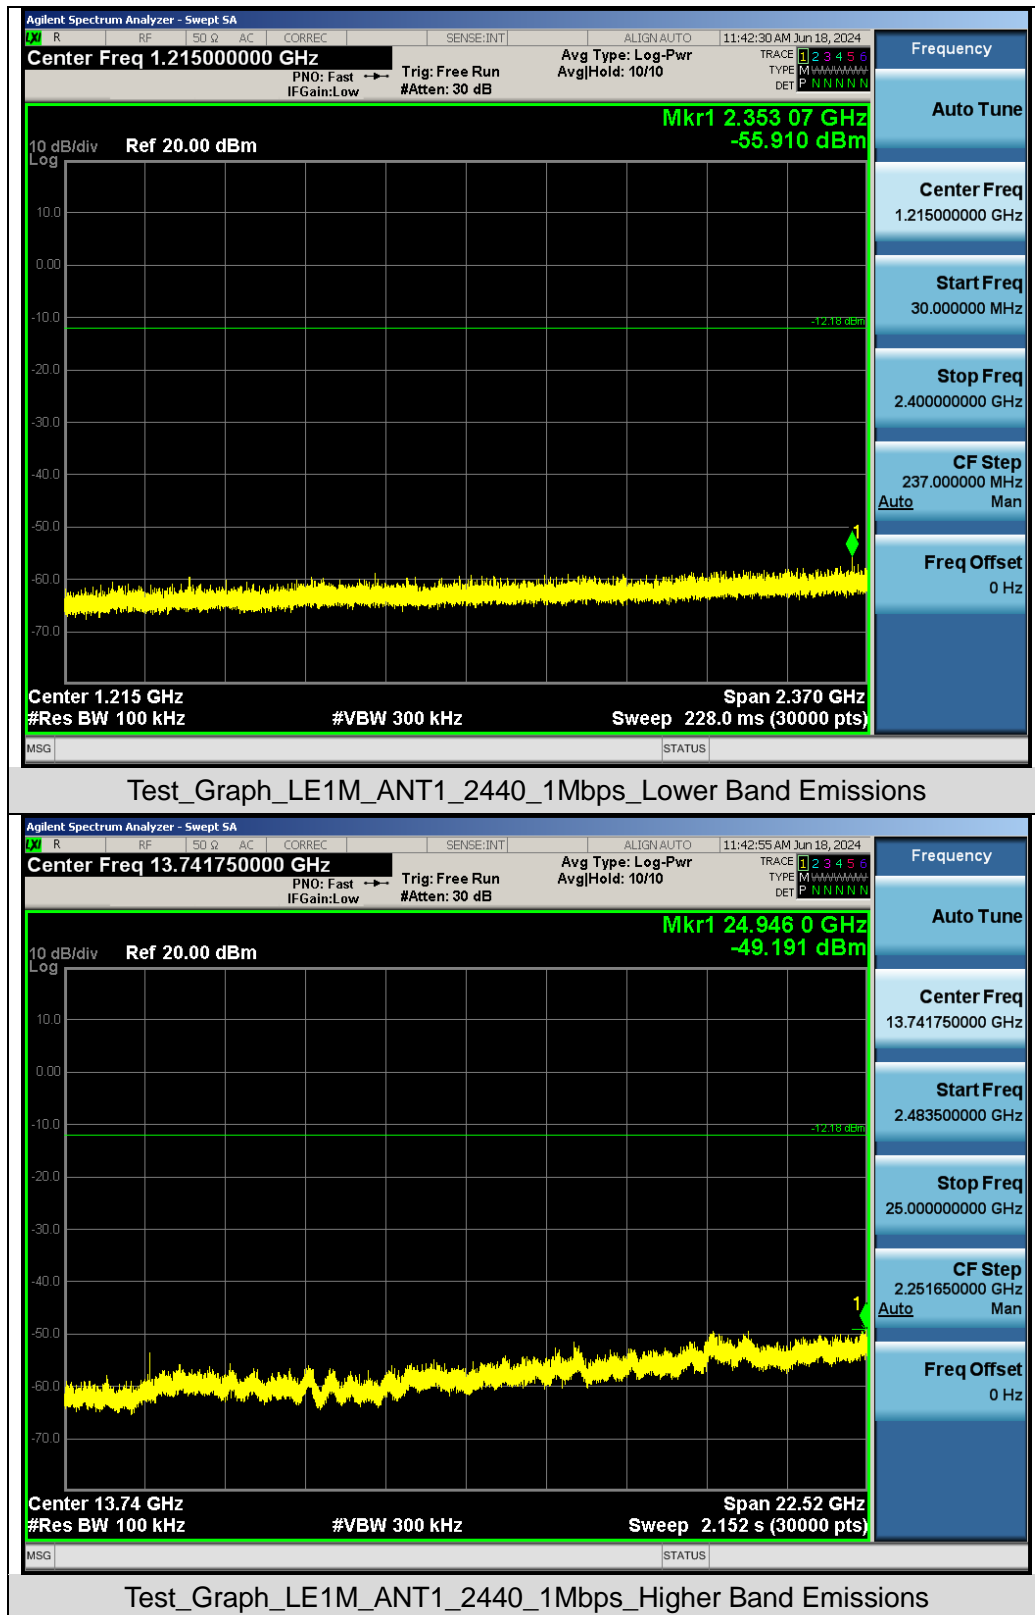 Agilent Spectrum Analyzer - Swept SA
LXI R RF 50 Ω AC CORREC SENSE:INT ALIGN AUTO 11:42:30 AM Jun 18, 2024
Center Freq 1.215000000 GHz
PNO: Fast
IFGain:Low
Trig: Free Run
#Atten: 30 dB
Avg Type: Log-Pwr
Avg|Hold: 10/10
TRACE 1 2 3 4 5 6
TYPE M
DET P N N N N N
Mkr1 2.353 07 GHz
-55.910 dBm
10 dB/div Ref 20.00 dBm
Log
10.0
0.00
-10.0
-12.18 dBm
-20.0
-30.0
-40.0
-50.0
1
-60.0
-70.0
Center 1.215 GHz Span 2.370 GHz
#Res BW 100 kHz #VBW 300 kHz Sweep 228.0 ms (30000 pts)
MSG STATUS
Frequency
Auto Tune
Center Freq
1.215000000 GHz
Start Freq
30.000000 MHz
Stop Freq
2.400000000 GHz
CF Step
237.000000 MHz
Auto Man
Freq Offset
0 Hz
Test_Graph_LE1M_ANT1_2440_1Mbps_Lower Band Emissions
Agilent Spectrum Analyzer - Swept SA
LXI R RF 50 Ω AC CORREC SENSE:INT ALIGN AUTO 11:42:55 AM Jun 18, 2024
Center Freq 13.741750000 GHz
PNO: Fast
IFGain:Low
Trig: Free Run
#Atten: 30 dB
Avg Type: Log-Pwr
Avg|Hold: 10/10
TRACE 1 2 3 4 5 6
TYPE M
DET P N N N N N
Mkr1 24.946 0 GHz
-49.191 dBm
10 dB/div Ref 20.00 dBm
Log
10.0
0.00
-10.0
-12.18 dBm
-20.0
-30.0
-40.0
1
-50.0
-60.0
-70.0
Center 13.74 GHz Span 22.52 GHz
#Res BW 100 kHz #VBW 300 kHz Sweep 2.152 s (30000 pts)
MSG STATUS
Frequency
Auto Tune
Center Freq
13.741750000 GHz
Start Freq
2.483500000 GHz
Stop Freq
25.000000000 GHz
CF Step
2.251650000 GHz
Auto Man
Freq Offset
0 Hz
Test_Graph_LE1M_ANT1_2440_1Mbps_Higher Band Emissions